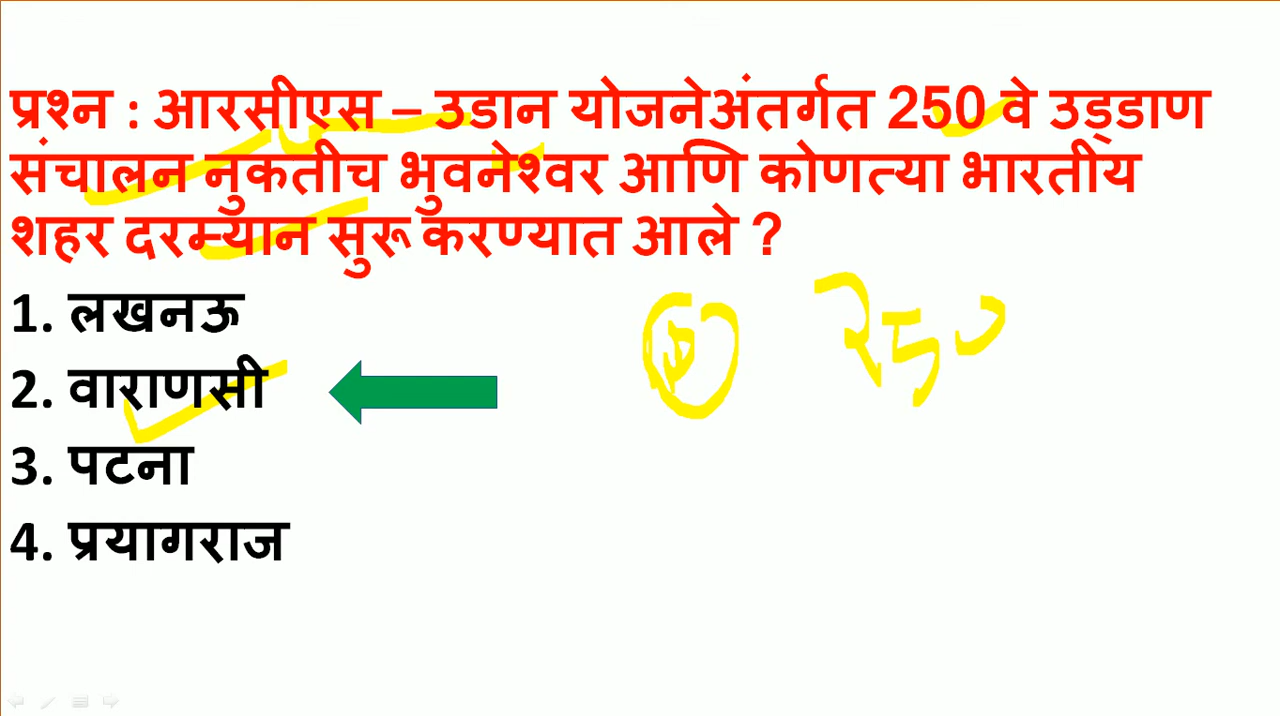 प्रश्न : आरसीएस – उडान योजनेअंतर्गत 250 वे उड्डाण
संचालन नुकतीच भुवनेश्वर आणि कोणत्या भारतीय
शहर दरम्यान सुरू करण्यात आले ?
1. लखनऊ
2. वाराणसी
3. पटना
4. प्रयागराज
२५०